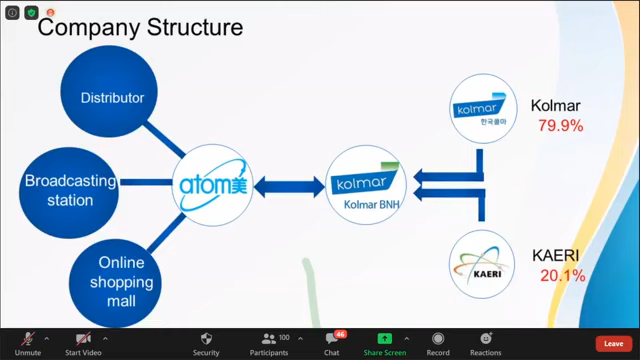 Company Structure
Distributor
Broadcasting
station
Online
shopping
mall
atom美
kolmar
Kolmar BNH
kolmar
한국콜마
Kolmar
79.9%
KAERI
KAERI
20.1%
Unmute
Start Video
Security
100
Participants
46
Chat
Share Screen
Record
Reactions
Leave